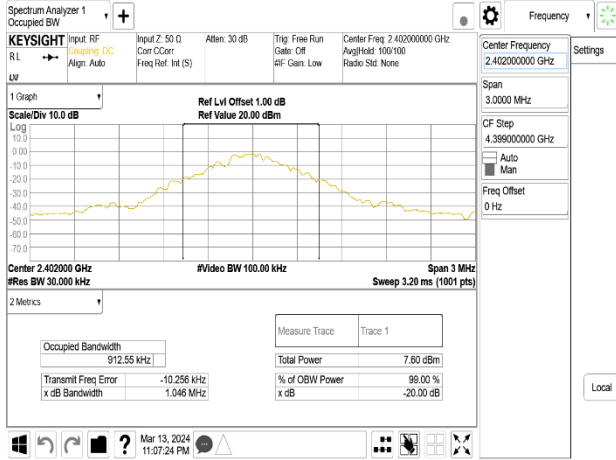 Spectrum Analyzer 1
Occupied BW
Frequency
KEYSIGHT
RL
Input: RF
Coupling: DC
Align: Auto
Input Z: 50 Ω
Corr CCorr
Freq Ref: Int (S)
Atten: 30 dB
Trig: Free Run
Gate: Off
#IF Gain: Low
Center Freq: 2.402000000 GHz
Avg|Hold: 100/100
Radio Std: None
Center Frequency
2.402000000 GHz
Settings
Span
3.0000 MHz
CF Step
4.399000000 GHz
Auto
Man
Freq Offset
0 Hz
Local
1 Graph
Scale/Div 10.0 dB
Ref Lvl Offset 1.00 dB
Ref Value 20.00 dBm
Log
10.0
0.00
-10.0
-20.0
-30.0
-40.0
-50.0
-60.0
-70.0
Center 2.402000 GHz
#Video BW 100.00 kHz
Span 3 MHz
#Res BW 30.000 kHz
Sweep 3.20 ms (1001 pts)
2 Metrics
Measure Trace
Trace 1
Occupied Bandwidth
912.55 kHz
Total Power
7.60 dBm
Transmit Freq Error
-10.256 kHz
% of OBW Power
99.00 %
x dB Bandwidth
1.046 MHz
x dB
-20.00 dB
?
Mar 13, 2024
11:07:24 PM